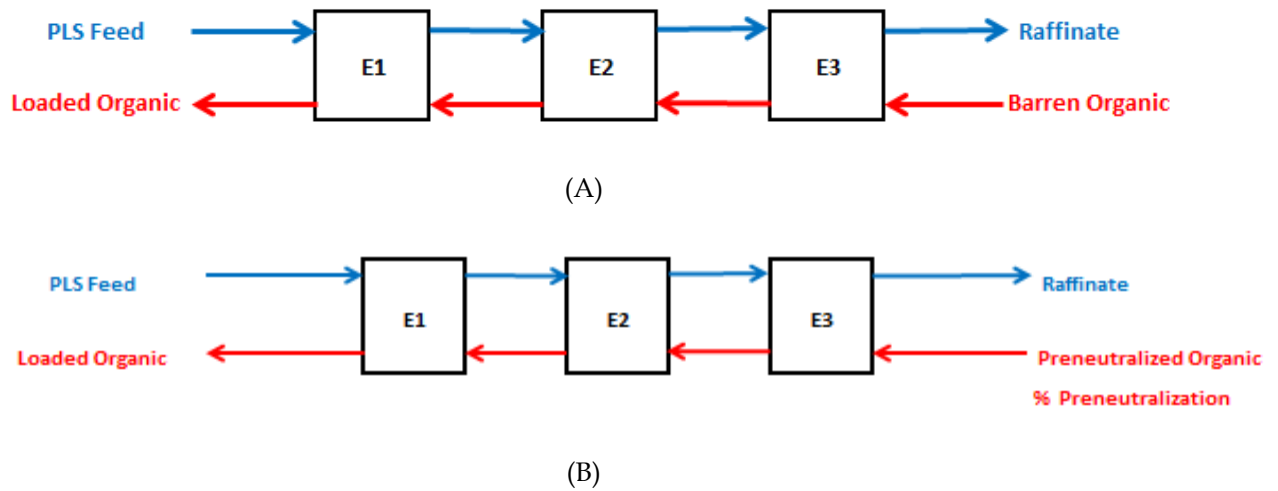 PLS Feed
E1
E2
E3
Raffinate
Loaded Organic
Barren Organic
(A)
PLS Feed
E1
E2
E3
Raffinate
Loaded Organic
Preneutralized Organic
% Preneutralization
(B)